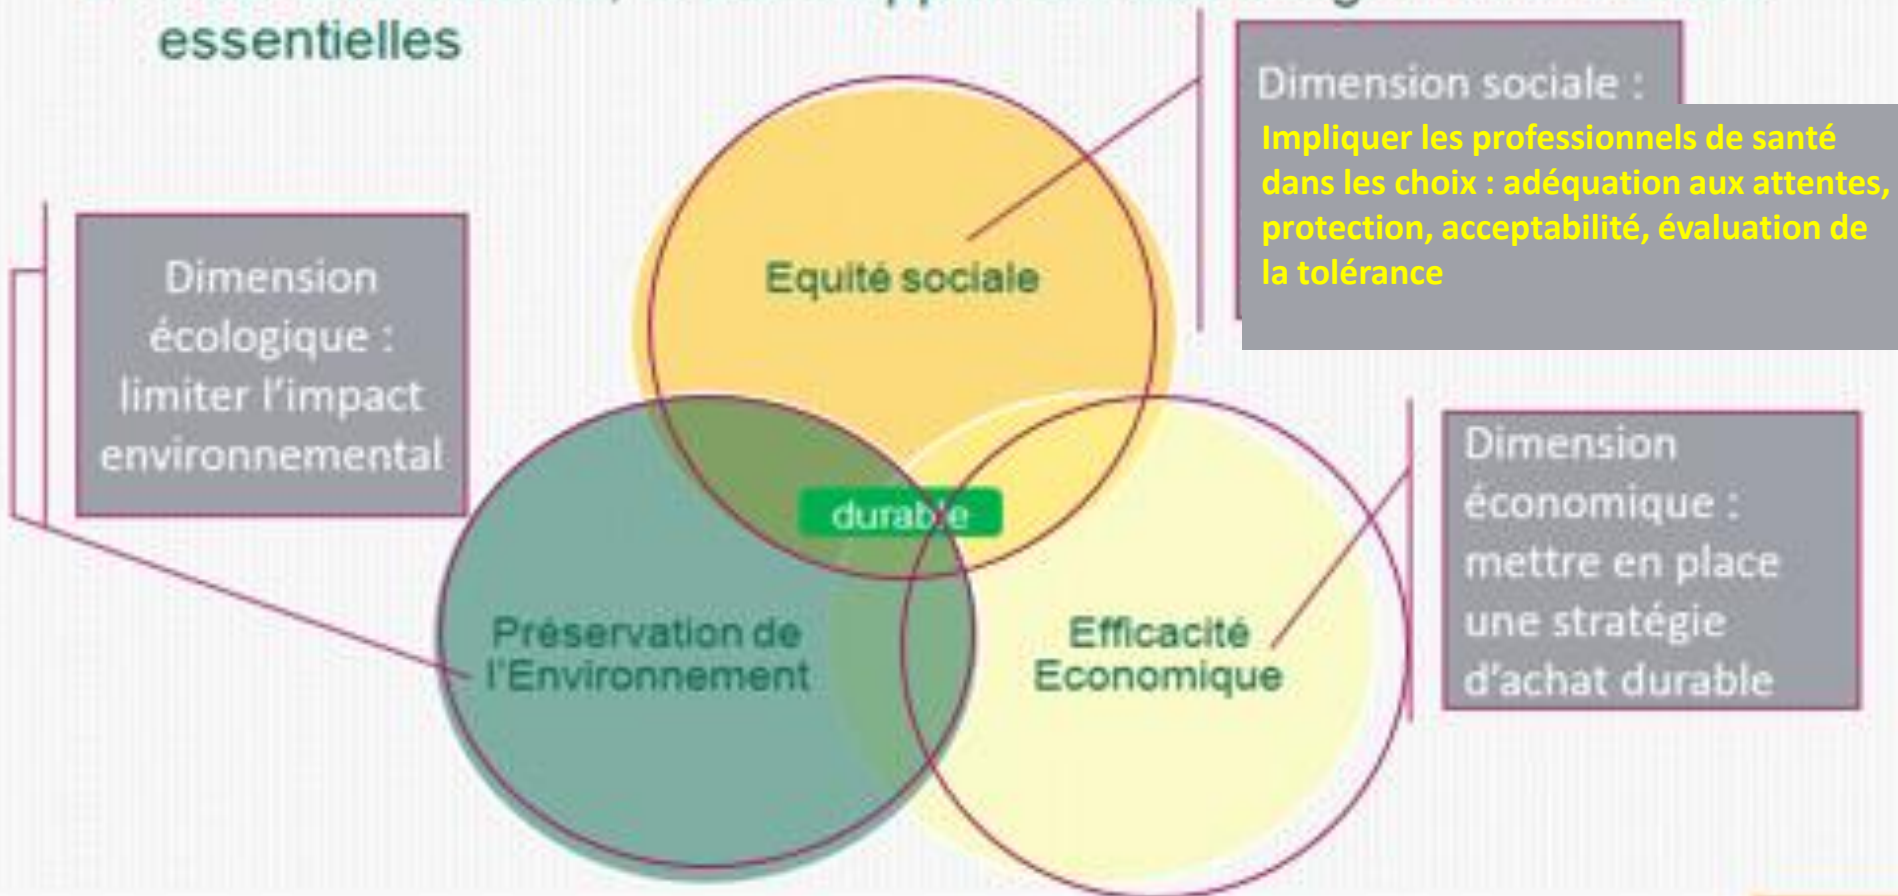 essentielles
Dimension sociale :
Impliquer les professionnels de santé
dans les choix : adéquation aux attentes,
protection, acceptabilité, évaluation de
la tolérance
Equité sociale
Dimension
écologique :
limiter l'impact
environnemental
durable
Dimension
économique :
mettre en place
une stratégie
d'achat durable
Préservation de
l'Environnement
Efficacité
Economique